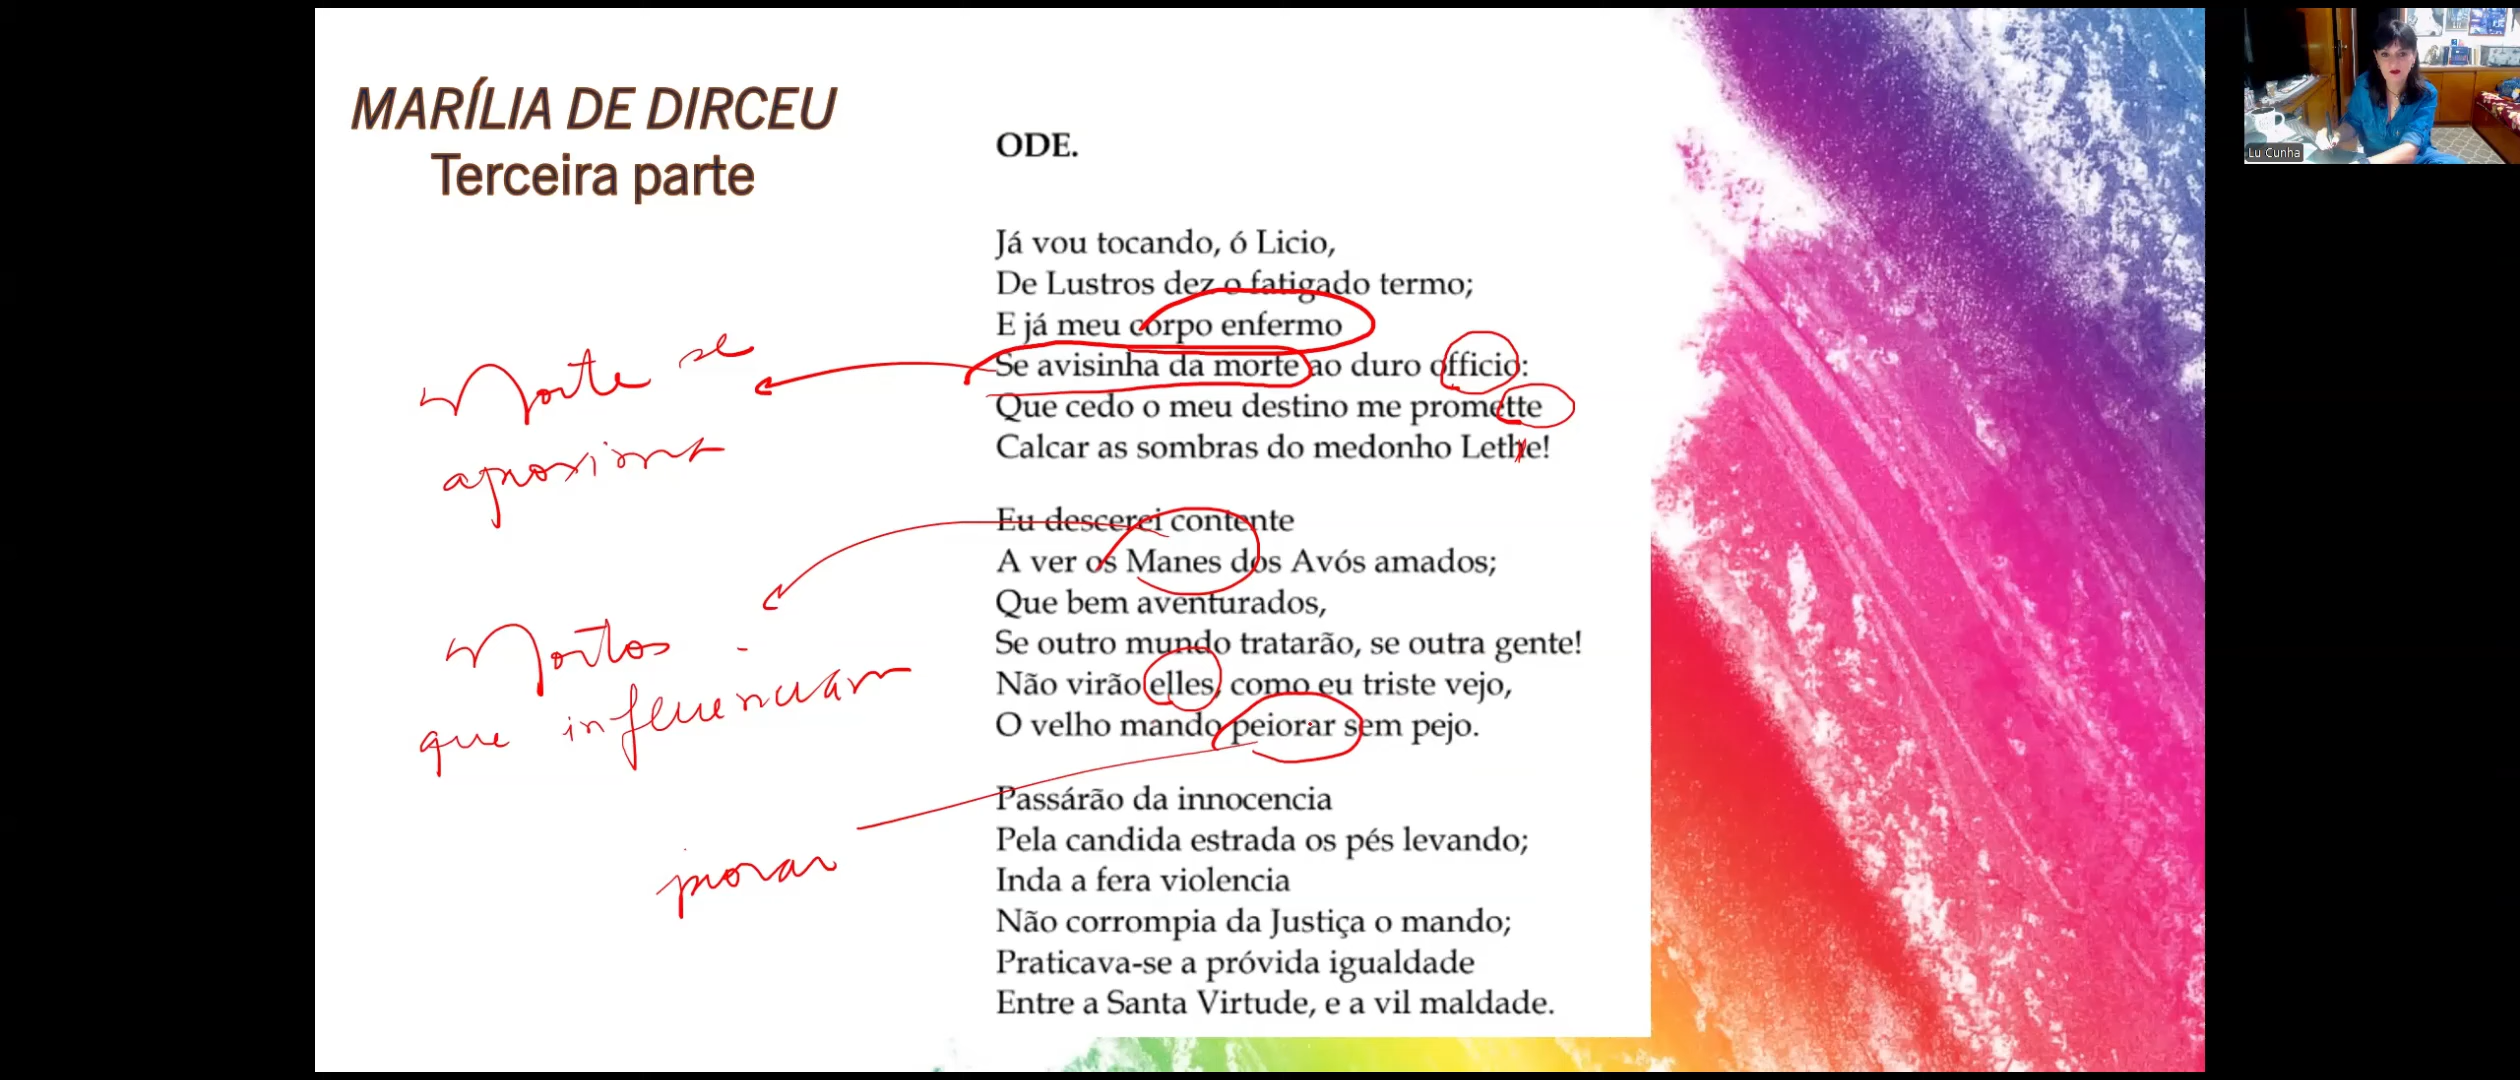 MARÍLIA DE DIRCEU
Terceira parte
ODE.
Já vou tocando, ó Licio,
De Lustros dez o fatigado termo;
E já meu corpo enfermo
Se avisinha da morte ao duro officio:
Que cedo o meu destino me promette
Calcar as sombras do medonho Lethe!
Eu descerei contente
A ver os Manes dos Avós amados;
Que bem aventurados,
Se outro mundo tratarão, se outra gente!
Não virão elles, como eu triste vejo,
O velho mando peiorar sem pejo.
Passárão da innocencia
Pela candida estrada os pés levando;
Inda a fera violencia
Não corrompia da Justiça o mando;
Praticava-se a próvida igualdade
Entre a Santa Virtude, e a vil maldade.
Morte se
aproxima
Mortos
que influenciam
piorar
Lu Cunha